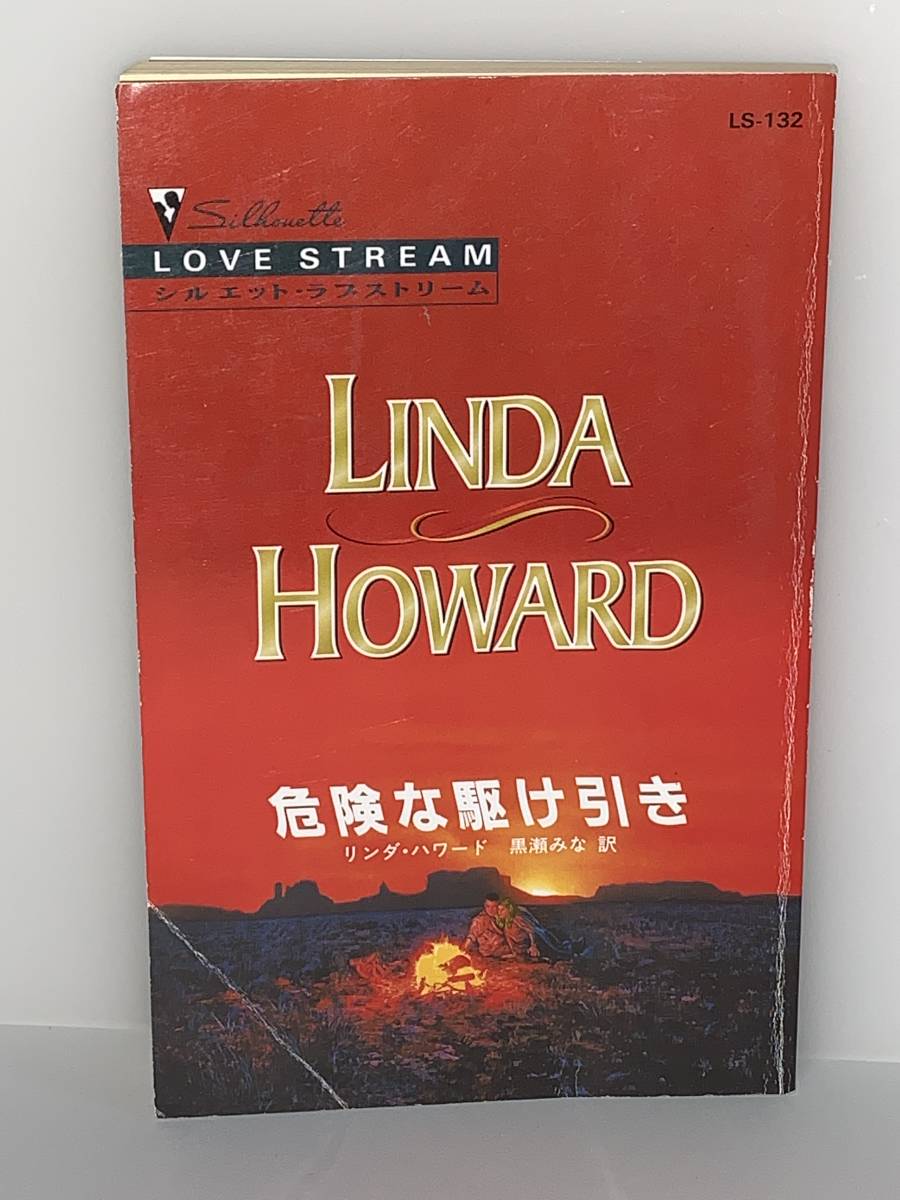 LS-132
Silhouette
LOVE STREAM
シルエット・ラブストリーム
LINDA
HOWARD
危険な駆け引き
リンダ・ハワード 黒瀬みな 訳